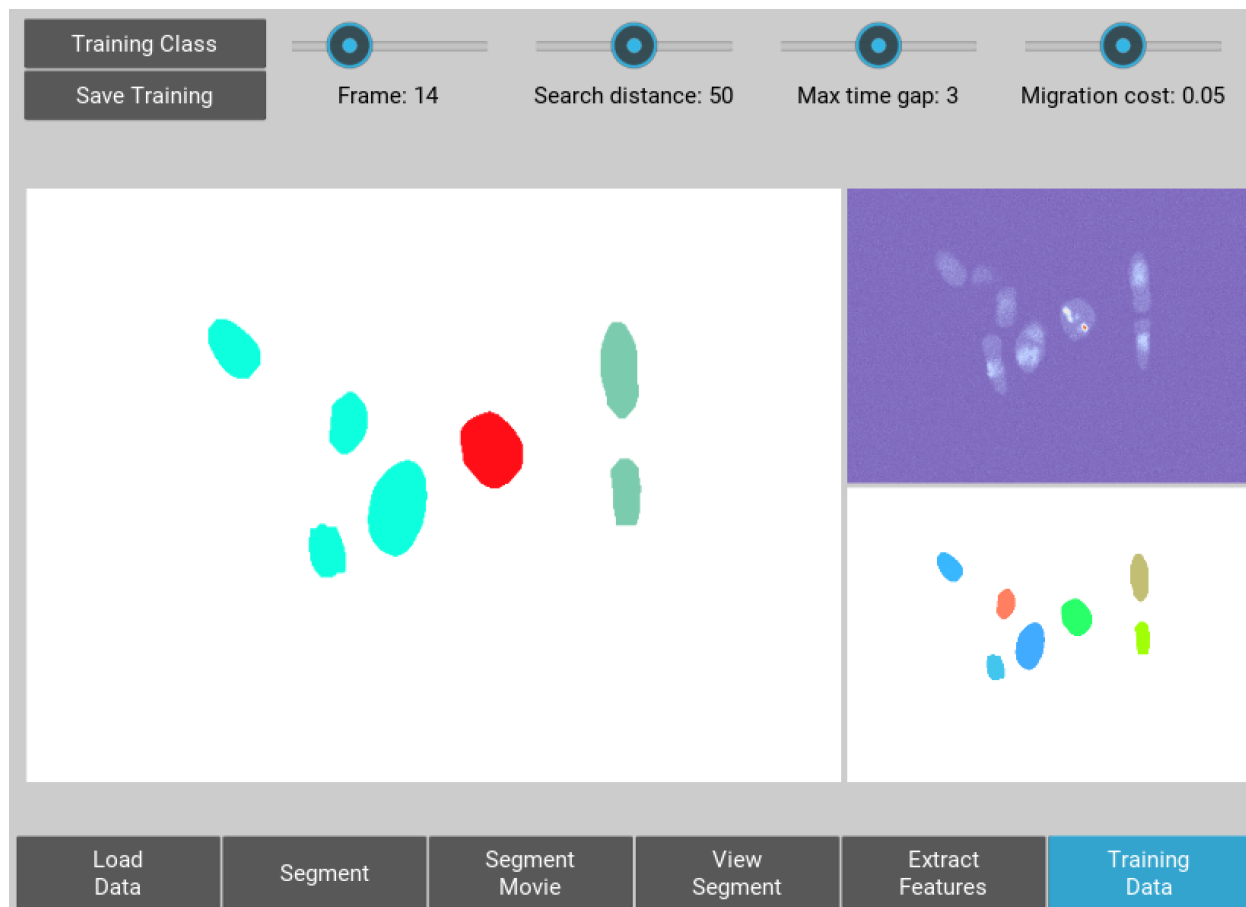 Training Class
Save Training
Frame: 14
Search distance: 50
Max time gap: 3
Migration cost: 0.05
Load
Data
Segment
Segment
Movie
View
Segment
Extract
Features
Training
Data